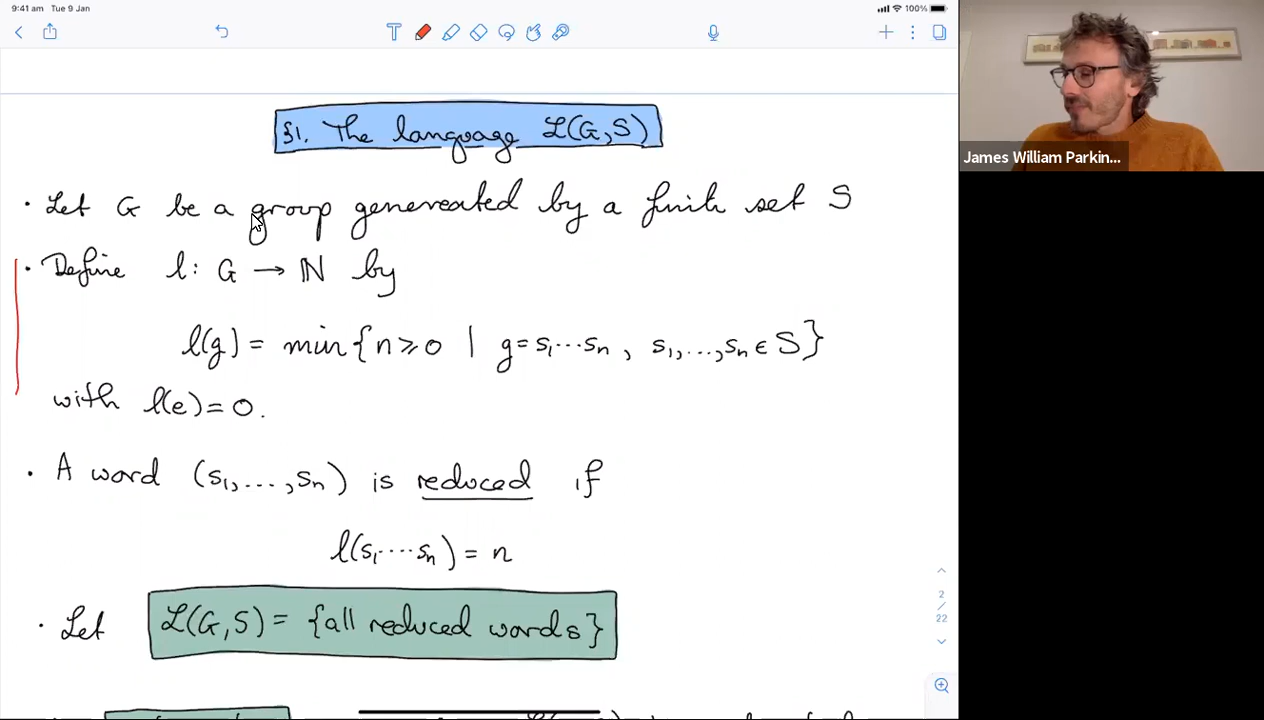 9:41 am Tue 9 Jan
100%
§1. The language L(G,S)
• Let G be a group genereated by a finite set S
• Define l: G → ℕ by
l(g) = min{n⩾0 | g=s₁⋯sₙ, s₁,…,sₙ∈S}
with l(e)=0.
• A word (s₁,…,sₙ) is reduced if
l(s₁⋯sₙ) = n
• Let L(G,S) = {all reduced words}
2
/
22
James William Parkin...